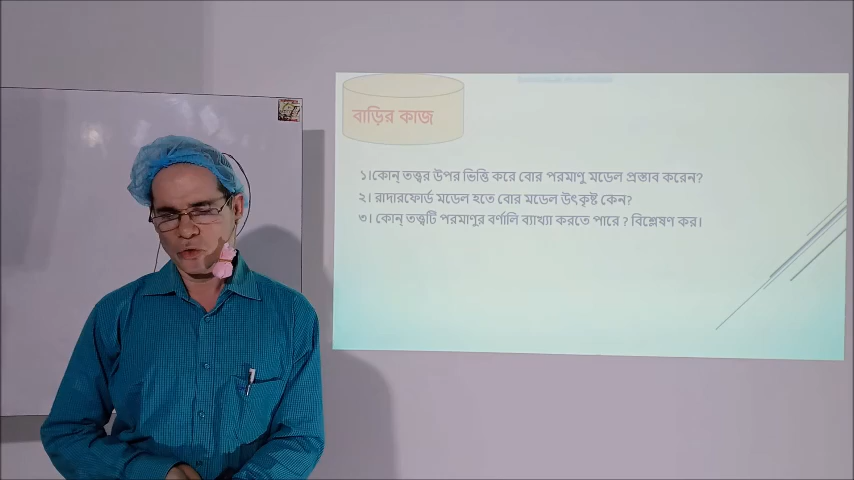 বাড়ির কাজ
১।কোন্ তত্ত্বর উপর ভিত্তি করে বোর পরমাণু মডেল প্রস্তাব করেন?
২। রাদারফোর্ড মডেল হতে বোর মডেল উৎকৃষ্ট কেন?
৩। কোন্ তত্ত্বটি পরমাণুর বর্ণালি ব্যাখ্যা করতে পারে ? বিশ্লেষণ কর।